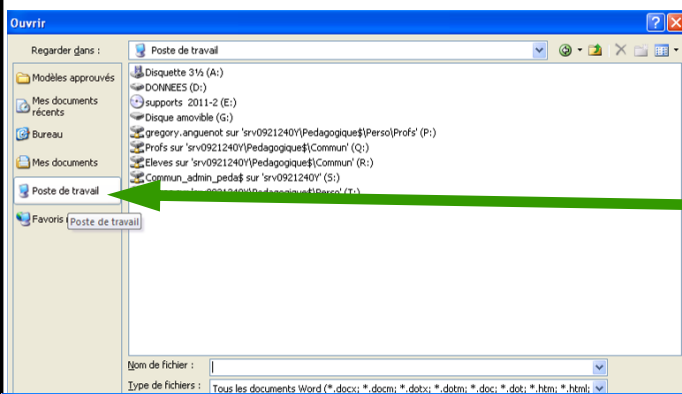 Ouvrir
Regarder dans :
Poste de travail
Modèles approuvés
Mes documents récents
Bureau
Mes documents
Poste de travail
Favoris
Poste de travail
Disquette 3½ (A:)
DONNEES (D:)
supports 2011-2 (E:)
Disque amovible (G:)
gregory.anguenot sur 'srv0921240Y\Pedagogique$\Perso\Profs' (P:)
Profs sur 'srv0921240Y\Pedagogique$\Commun' (Q:)
Eleves sur 'srv0921240Y\Pedagogique$\Commun' (R:)
Commun_admin_peda$ sur 'srv0921240Y' (S:)
'srv0921240Y\Pedagogique$\Perso' (T:)
Nom de fichier :
Type de fichiers :
Tous les documents Word (*.docx; *.docm; *.dotx; *.dotm; *.doc; *.dot; *.htm; *.html;